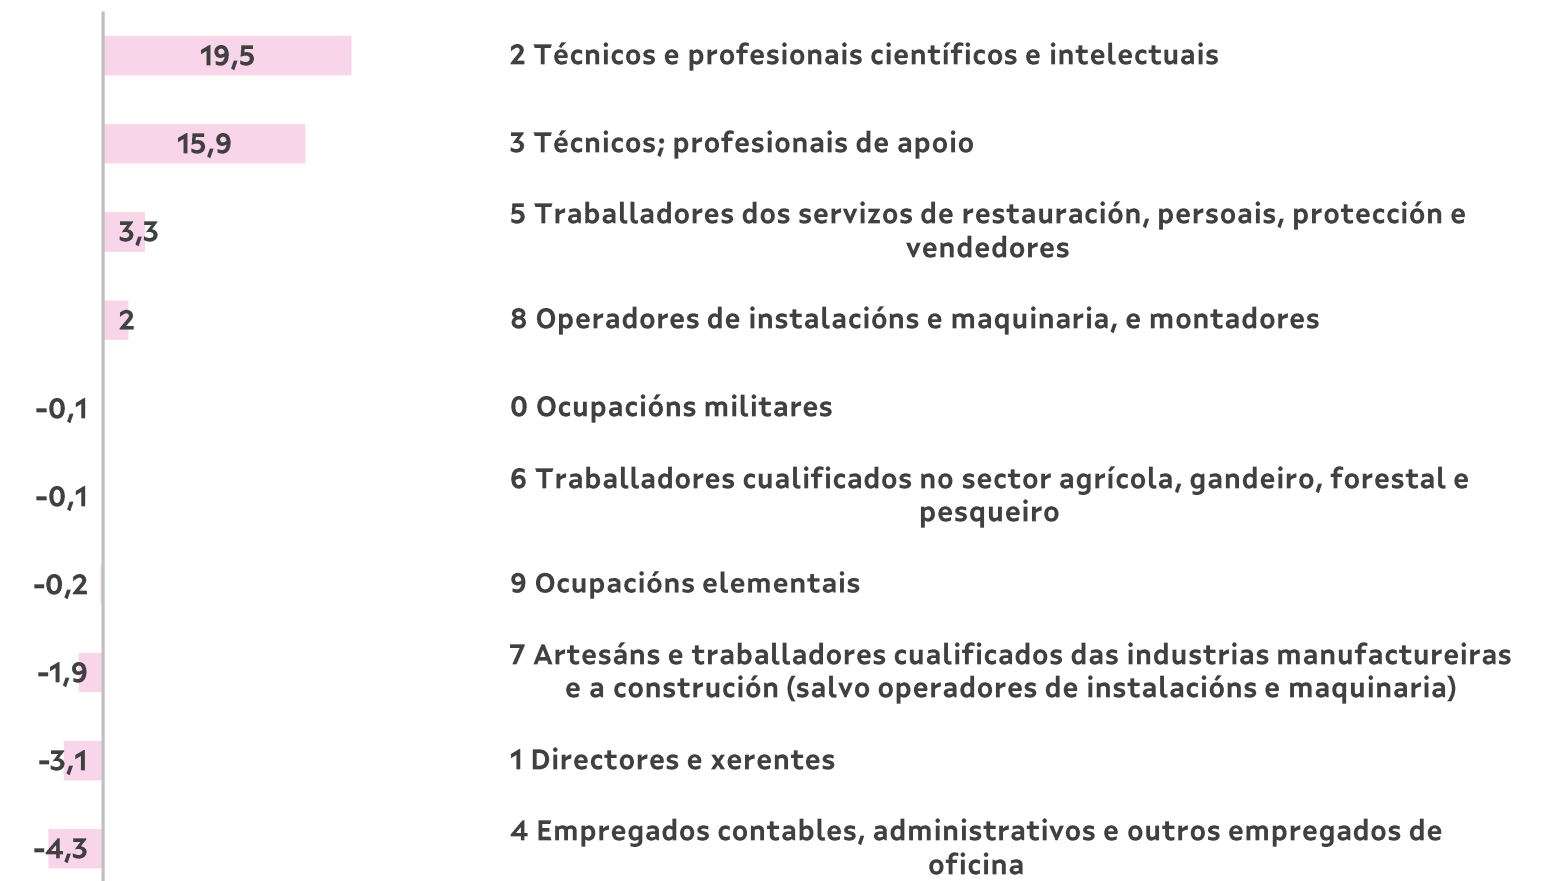 19,5
2 Técnicos e profesionais científicos e intelectuais
15,9
3 Técnicos; profesionais de apoio
3,3
5 Traballadores dos servizos de restauración, persoais, protección e
vendedores
2
8 Operadores de instalacións e maquinaria, e montadores
-0,1
0 Ocupacións militares
-0,1
6 Traballadores cualificados no sector agrícola, gandeiro, forestal e
pesqueiro
-0,2
9 Ocupacións elementais
-1,9
7 Artesáns e traballadores cualificados das industrias manufactureiras
e a construción (salvo operadores de instalacións e maquinaria)
-3,1
1 Directores e xerentes
-4,3
4 Empregados contables, administrativos e outros empregados de
oficina